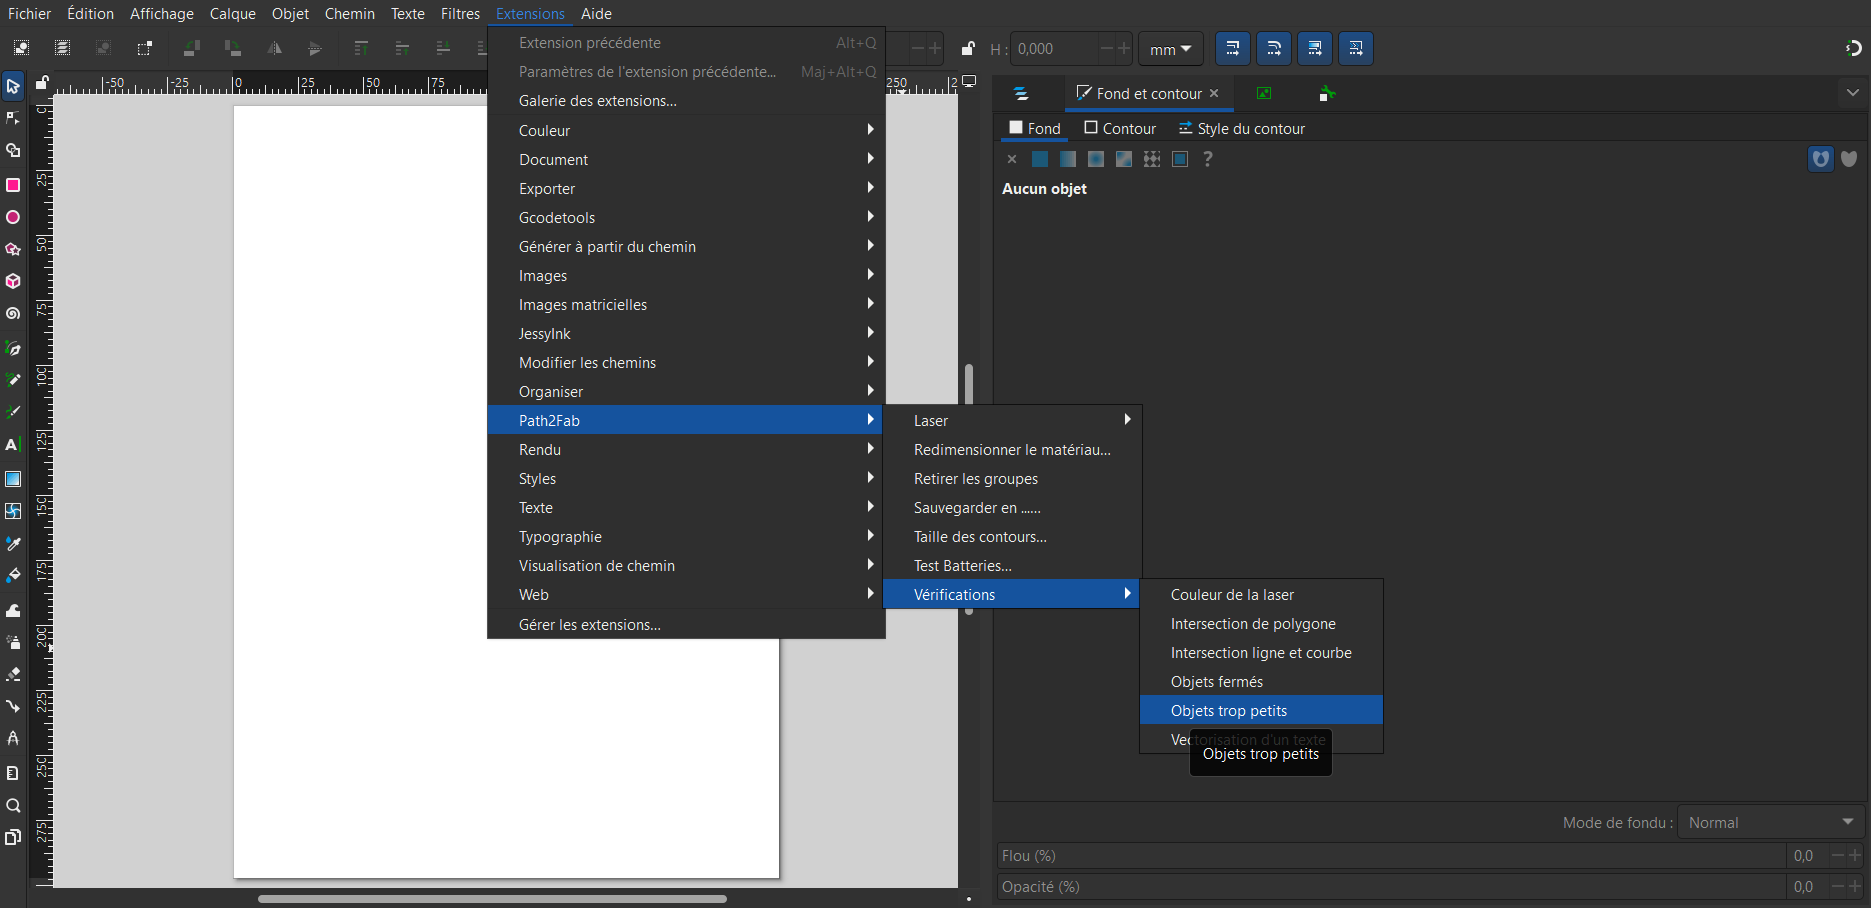 Fichier Édition Affichage Calque Objet Chemin Texte Filtres Extensions Aide
H : 0,000 mm
-50 -25 0 25 50 75 250 2
Fond et contour
Fond Contour Style du contour
Aucun objet
Extension précédente Alt+Q
Paramètres de l'extension précédente... Maj+Alt+Q
Galerie des extensions...
Couleur
Document
Exporter
Gcodetools
Générer à partir du chemin
Images
Images matricielles
JessyInk
Modifier les chemins
Organiser
Path2Fab
Rendu
Styles
Texte
Typographie
Visualisation de chemin
Web
Gérer les extensions...
Laser
Redimensionner le matériau...
Retirer les groupes
Sauvegarder en ......
Taille des contours...
Test Batteries...
Vérifications
Couleur de la laser
Intersection de polygone
Intersection ligne et courbe
Objets fermés
Objets trop petits
Vectorisation d'un texte
Objets trop petits
0
25
50
75
100
125
150
175
200
225
250
275
Mode de fondu : Normal
Flou (%) 0,0
Opacité (%) 0,0